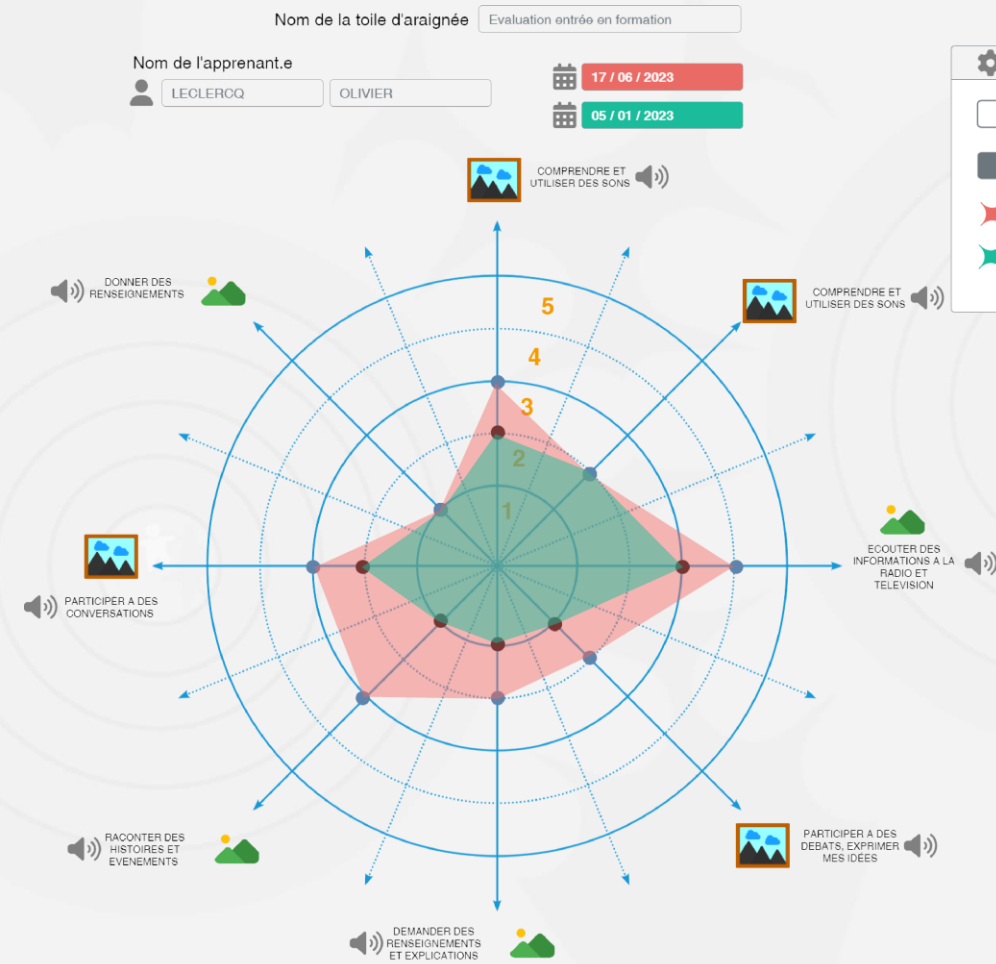 Nom de la toile d'araignée
Evaluation entrée en formation
Nom de l'apprenant.e
LECLERCQ
OLIVIER
17 / 06 / 2023
05 / 01 / 2023
COMPRENDRE ET
UTILISER DES SONS
DONNER DES
RENSEIGNEMENTS
COMPRENDRE ET
UTILISER DES SONS
5
4
3
2
1
ECOUTER DES
INFORMATIONS A LA
RADIO ET
TELEVISION
PARTICIPER A DES
CONVERSATIONS
RACONTER DES
HISTOIRES ET
EVENEMENTS
PARTICIPER A DES
DEBATS, EXPRIMER
MES IDÉES
DEMANDER DES
RENSEIGNEMENTS
ET EXPLICATIONS